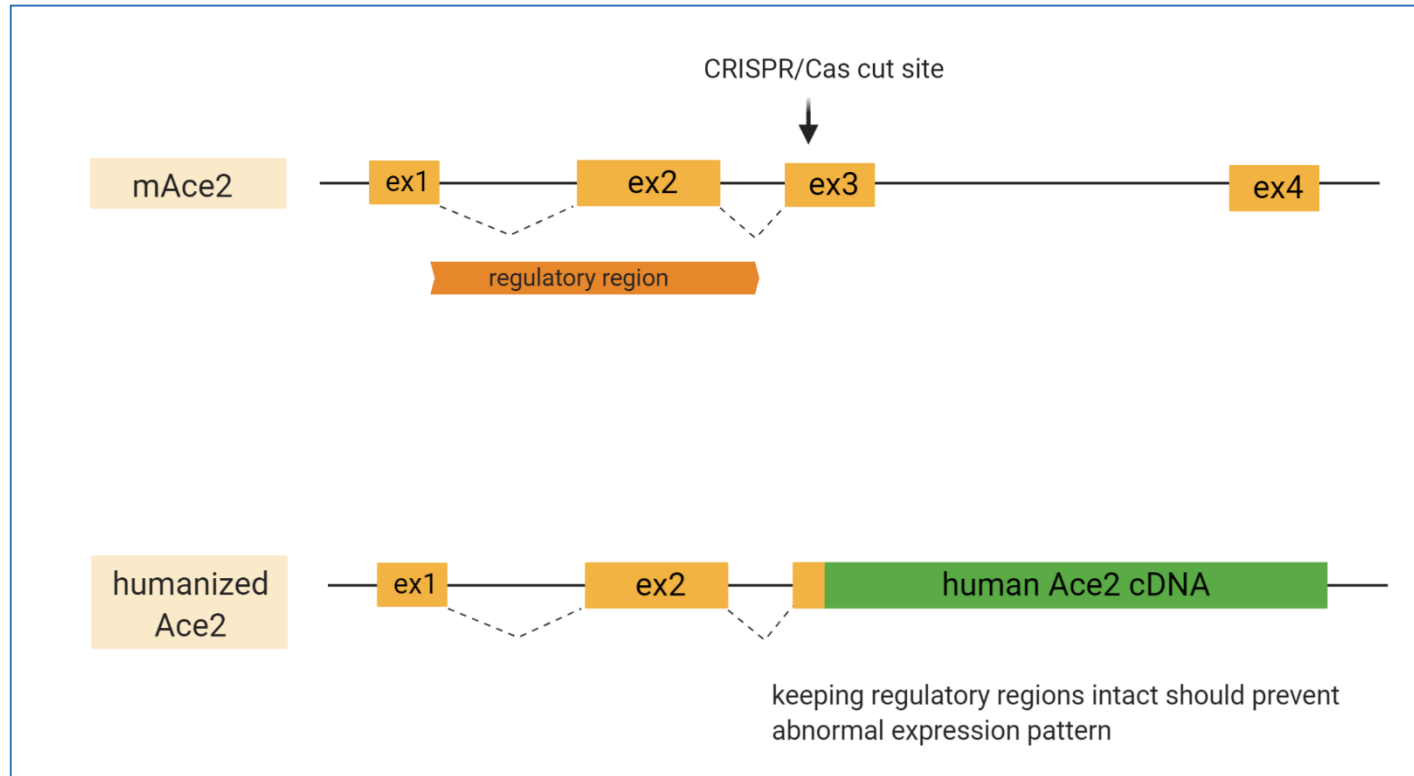 CRISPR/Cas cut site
mAce2
ex1
ex2
ex3
ex4
regulatory region
humanized
Ace2
ex1
ex2
human Ace2 cDNA
keeping regulatory regions intact should prevent
abnormal expression pattern